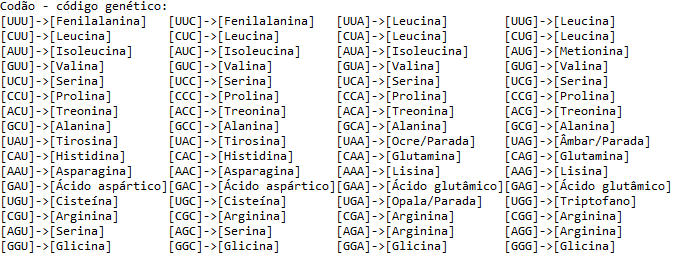 Codão - código genético:
[UUU]->[Fenilalanina] [UUC]->[Fenilalanina] [UUA]->[Leucina] [UUG]->[Leucina]
[CUU]->[Leucina] [CUC]->[Leucina] [CUA]->[Leucina] [CUG]->[Leucina]
[AUU]->[Isoleucina] [AUC]->[Isoleucina] [AUA]->[Isoleucina] [AUG]->[Metionina]
[GUU]->[Valina] [GUC]->[Valina] [GUA]->[Valina] [GUG]->[Valina]
[UCU]->[Serina] [UCC]->[Serina] [UCA]->[Serina] [UCG]->[Serina]
[CCU]->[Prolina] [CCC]->[Prolina] [CCA]->[Prolina] [CCG]->[Prolina]
[ACU]->[Treonina] [ACC]->[Treonina] [ACA]->[Treonina] [ACG]->[Treonina]
[GCU]->[Alanina] [GCC]->[Alanina] [GCA]->[Alanina] [GCG]->[Alanina]
[UAU]->[Tirosina] [UAC]->[Tirosina] [UAA]->[Ocre/Parada] [UAG]->[Âmbar/Parada]
[CAU]->[Histidina] [CAC]->[Histidina] [CAA]->[Glutamina] [CAG]->[Glutamina]
[AAU]->[Asparagina] [AAC]->[Asparagina] [AAA]->[Lisina] [AAG]->[Lisina]
[GAU]->[Ácido aspártico][GAC]->[Ácido aspártico][GAA]->[Ácido glutâmico][GAG]->[Ácido glutâmico]
[UGU]->[Cisteína] [UGC]->[Cisteína] [UGA]->[Opala/Parada] [UGG]->[Triptofano]
[CGU]->[Arginina] [CGC]->[Arginina] [CGA]->[Arginina] [CGG]->[Arginina]
[AGU]->[Serina] [AGC]->[Serina] [AGA]->[Arginina] [AGG]->[Arginina]
[GGU]->[Glicina] [GGC]->[Glicina] [GGA]->[Glicina] [GGG]->[Glicina]